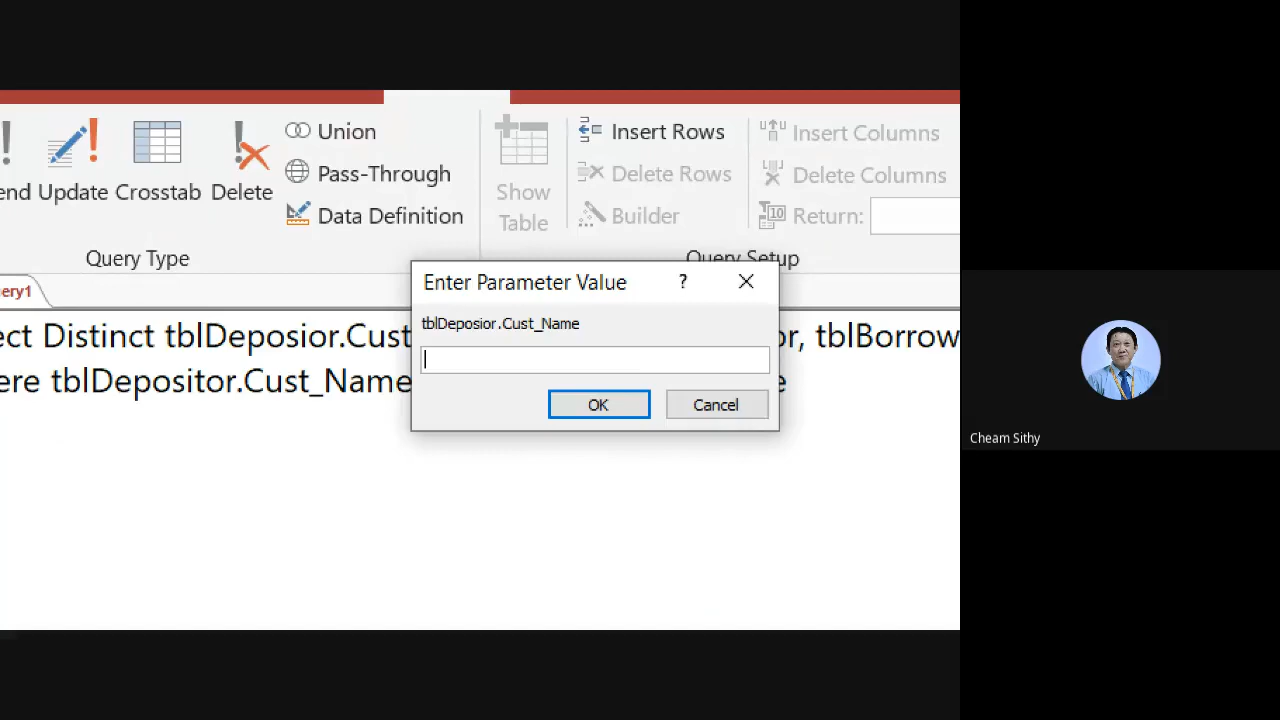 Union
Insert Rows
Insert Columns
Pass-Through
Delete Rows
Delete Columns
end Update Crosstab Delete
Data Definition
Show
Table
Builder
10 Return:
Query Type
Query Setup
ery1
Enter Parameter Value ?
tblDeposior.Cust_Name
ect Distinct tblDeposior.Cust or, tblBorrow
ere tblDepositor.Cust_Name e
OK
Cancel
Cheam Sithy